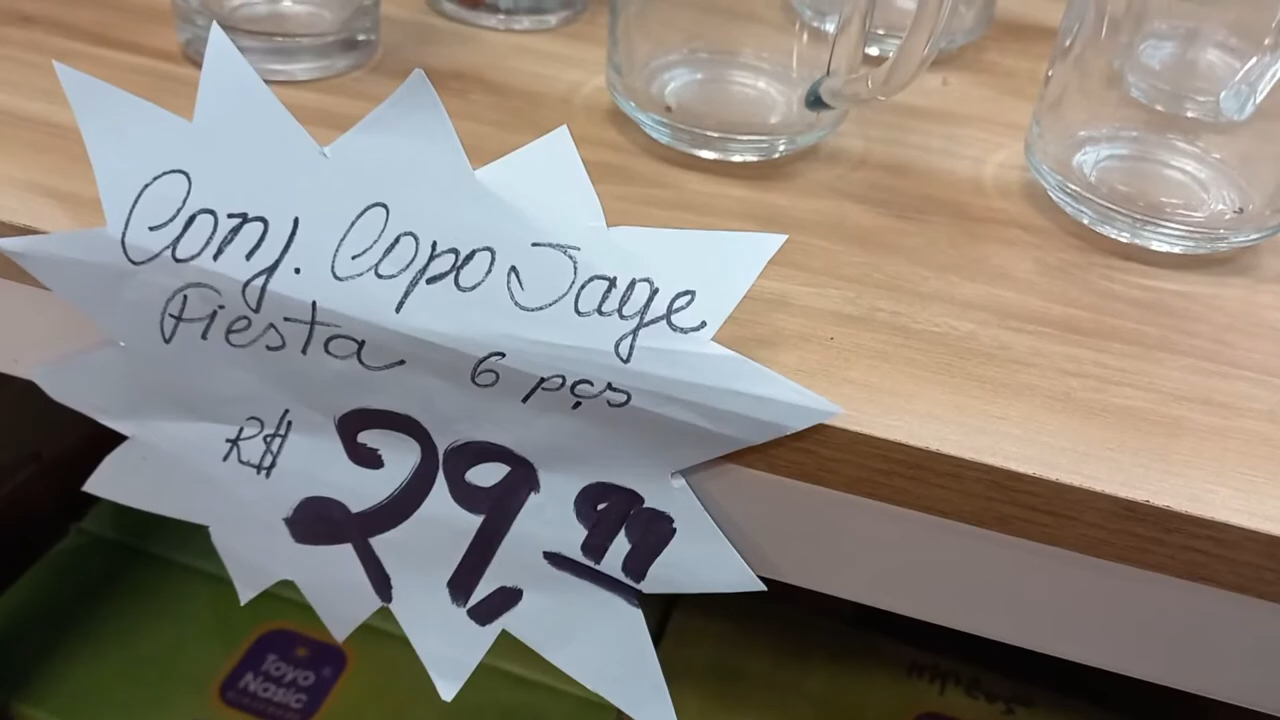 Conj. Copo Jage
Fiesta 6 pçs
R$ 29,99
Toyo
Nasic